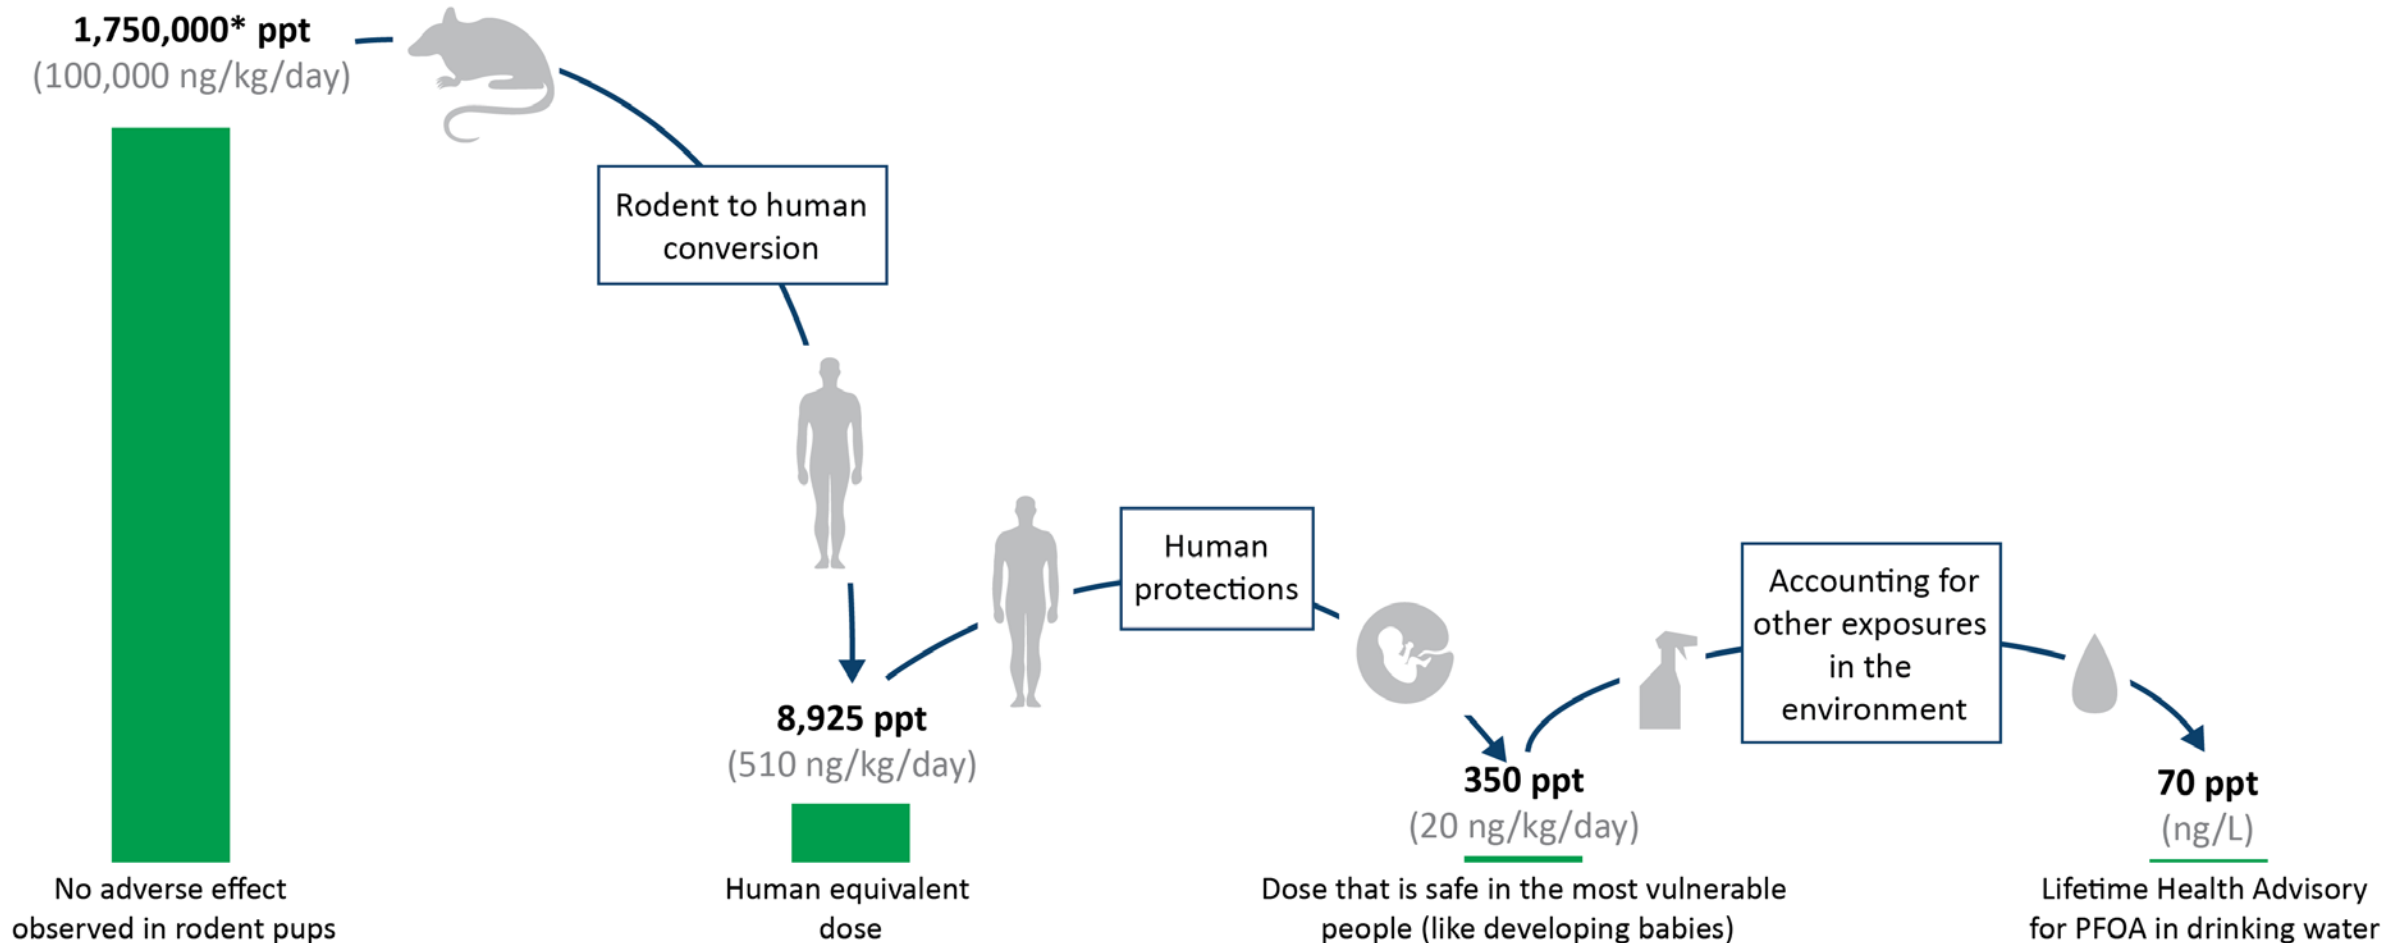 1,750,000* ppt
(100,000 ng/kg/day)
No adverse effect
observed in rodent pups
Rodent to human
conversion
8,925 ppt
(510 ng/kg/day)
Human equivalent
dose
Human
protections
350 ppt
(20 ng/kg/day)
Dose that is safe in the most vulnerable
people (like developing babies)
Accounting for
other exposures
in the
environment
70 ppt
(ng/L)
Lifetime Health Advisory
for PFOA in drinking water